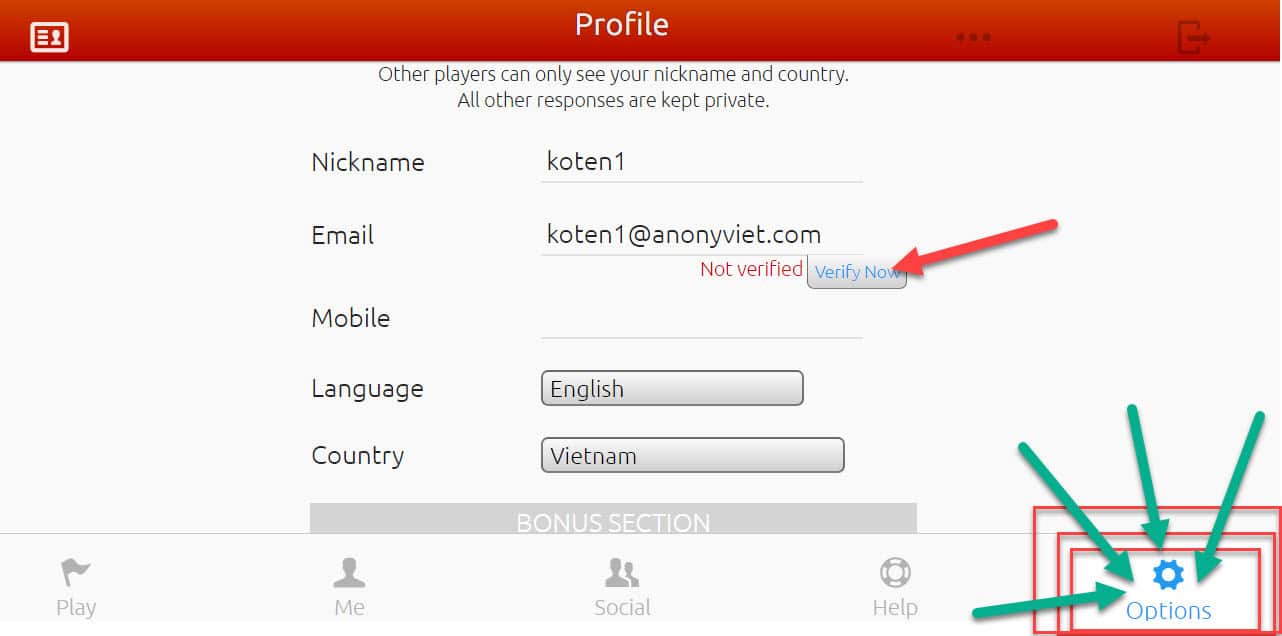 Profile
Other players can only see your nickname and country.
All other responses are kept private.
Nickname koten1
Email koten1@anonyviet.com
Not verified Verify Now
Mobile
Language English
Country Vietnam
BONUS SECTION
Play Me Social Help Options